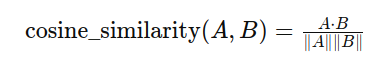 cosine_similarity(A, B) = A·B / ‖A‖‖B‖